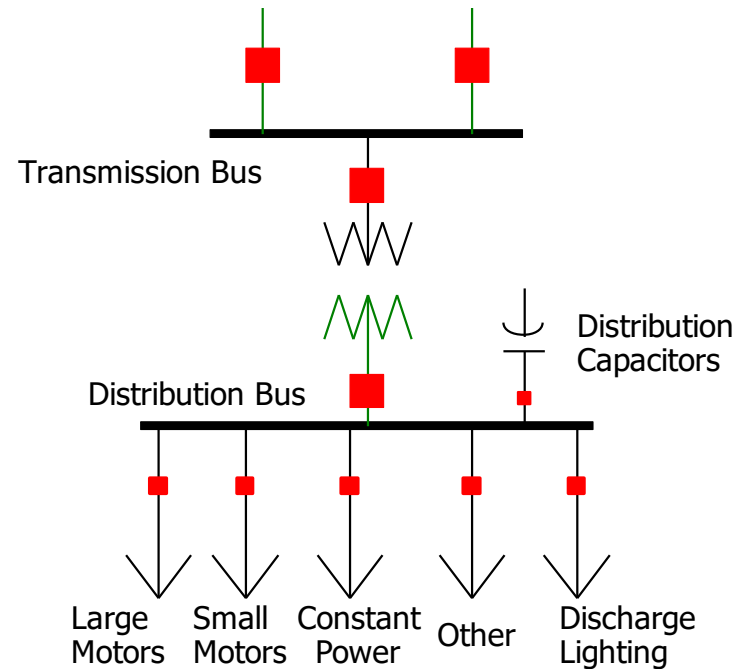 Transmission Bus
Distribution
Capacitors
Distribution Bus
Large
Motors
Small
Motors
Constant
Power
Other
Discharge
Lighting